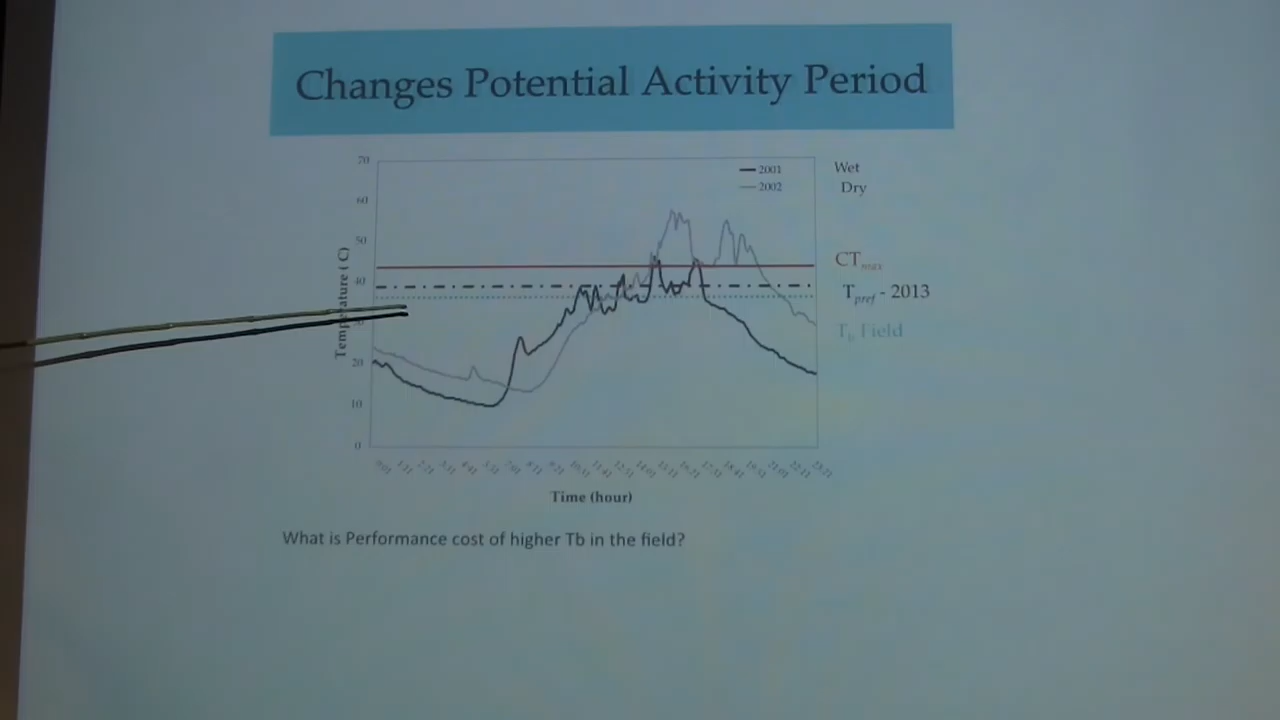 Changes Potential Activity Period
70
60
50
40
20
10
0
Temperature (C)
2001
2002
Wet
Dry
CTmax
Tpref - 2013
Tb Field
Time (hour)
What is Performance cost of higher Tb in the field?